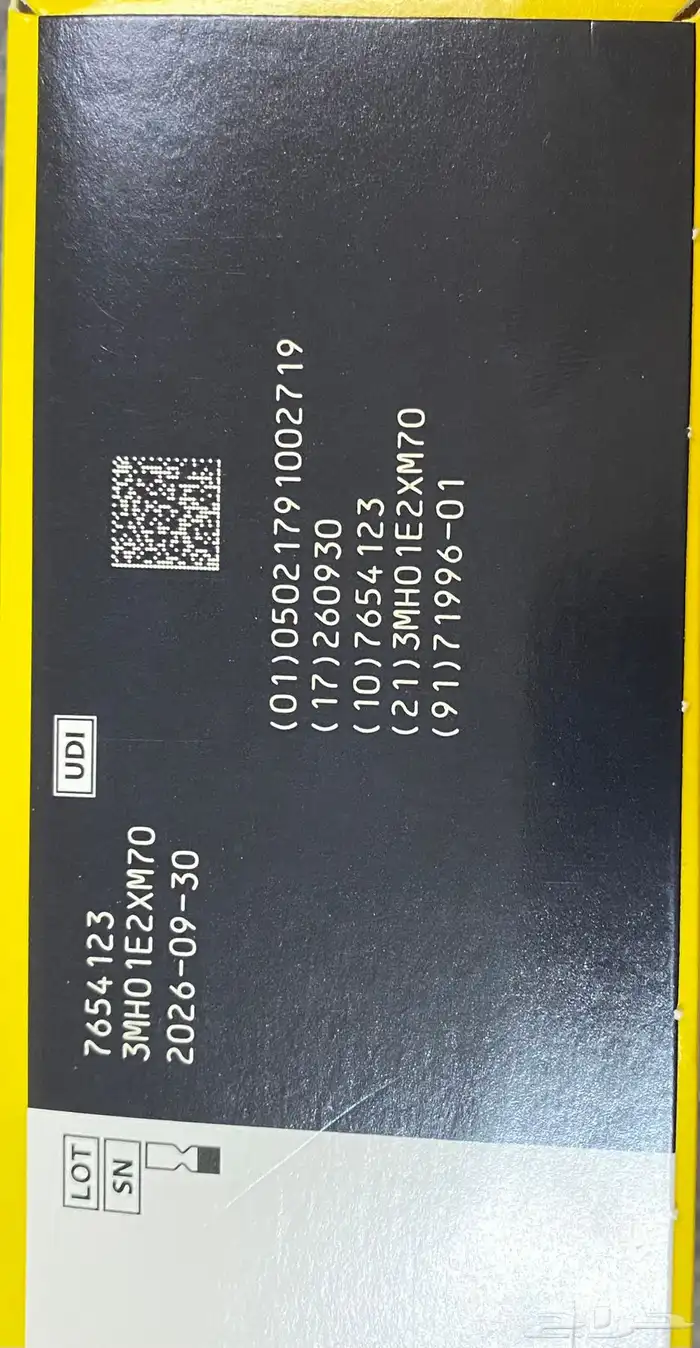 LOT 7654123
SN 3MH01E2XM70
2026-09-30
UDI
(01)05021791002719
(17)260930
(10)7654123
(21)3MH01E2XM70
(91)71996-01
حراج